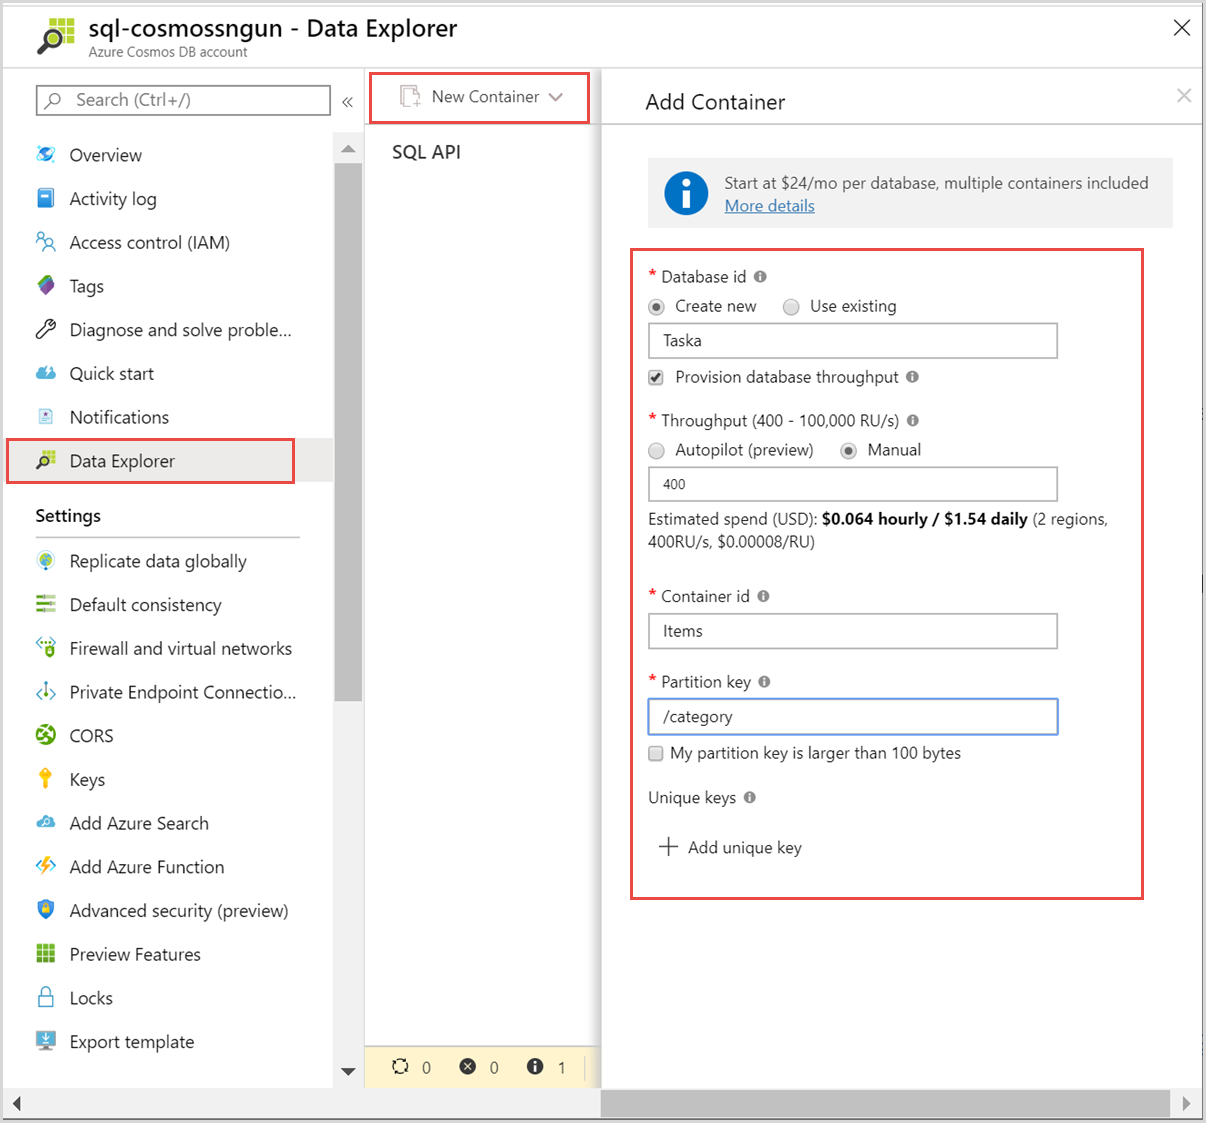 sql-cosmossngun - Data Explorer
Azure Cosmos DB account
Search (Ctrl+/)
«
Overview
Activity log
Access control (IAM)
Tags
Diagnose and solve proble...
Quick start
Notifications
Data Explorer
Settings
Replicate data globally
Default consistency
Firewall and virtual networks
Private Endpoint Connectio...
CORS
Keys
Add Azure Search
Add Azure Function
Advanced security (preview)
Preview Features
Locks
Export template
New Container
SQL API
0 0 1
Add Container
Start at $24/mo per database, multiple containers included
More details
* Database id
Create new Use existing
Taska
Provision database throughput
* Throughput (400 - 100,000 RU/s)
Autopilot (preview) Manual
400
Estimated spend (USD): $0.064 hourly / $1.54 daily (2 regions,
400RU/s, $0.00008/RU)
* Container id
Items
* Partition key
/category
My partition key is larger than 100 bytes
Unique keys
Add unique key